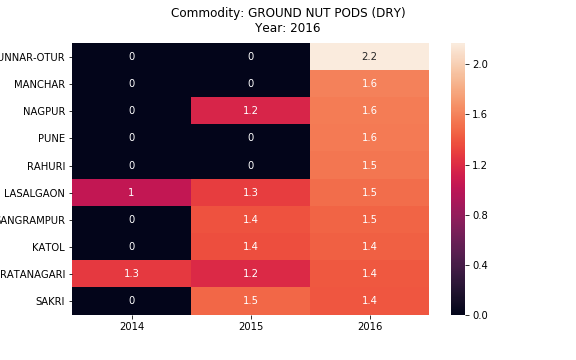 Commodity: GROUND NUT PODS (DRY)
Year: 2016
UNNAR-OTUR 0 0 2.2
MANCHAR 0 0 1.6
NAGPUR 0 1.2 1.6
PUNE 0 0 1.6
RAHURI 0 0 1.5
LASALGAON 1 1.3 1.5
ANGRAMPUR 0 1.4 1.5
KATOL 0 1.4 1.4
RATANAGARI 1.3 1.2 1.4
SAKRI 0 1.5 1.4
2014 2015 2016
2.0
1.6
1.2
0.8
0.4
0.0